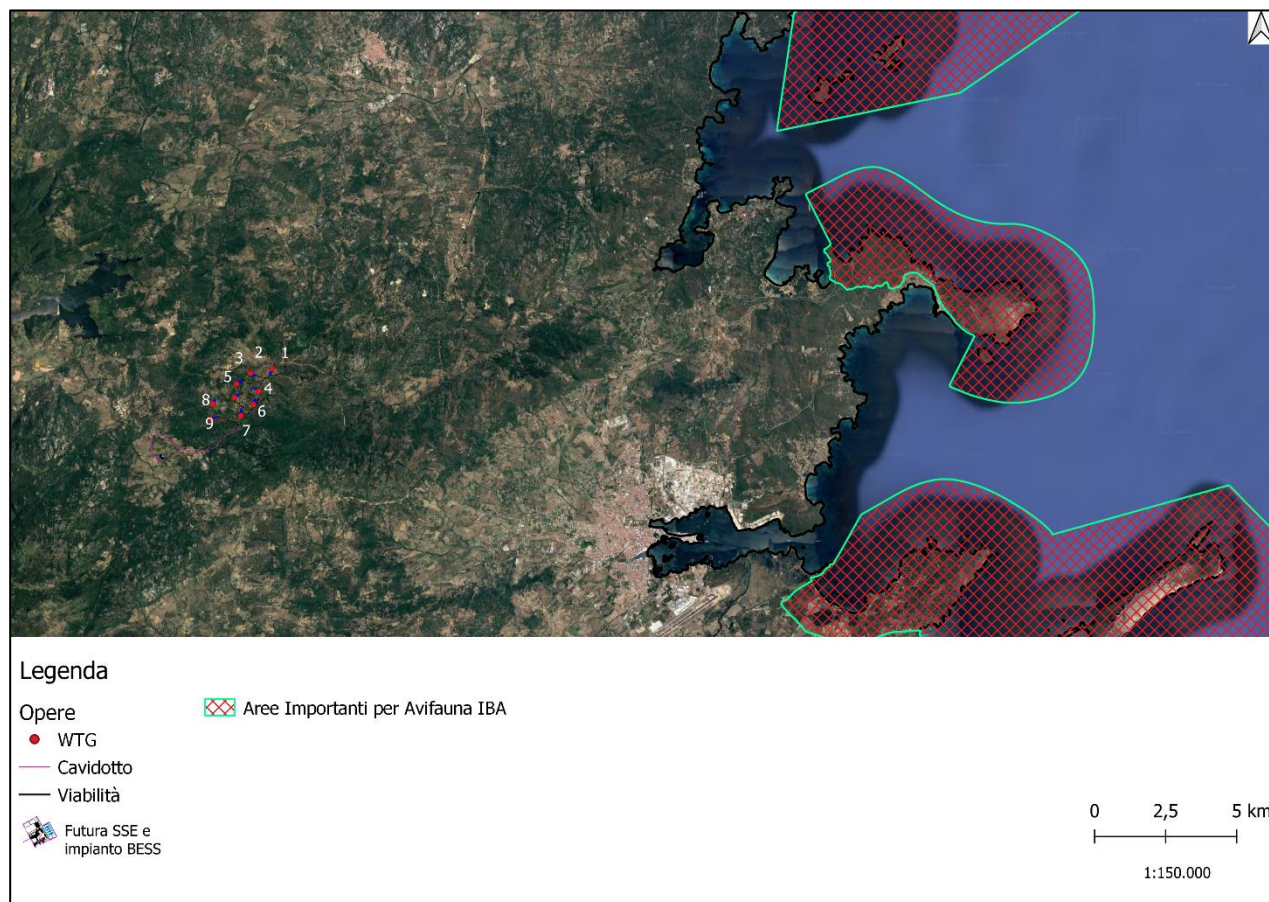 2
1
3
5
4
8
6
9
7
Legenda
Opere
Aree Importanti per Avifauna IBA
WTG
Cavidotto
Viabilità
Futura SSE e
impianto BESS
0 2,5 5 km
1:150.000